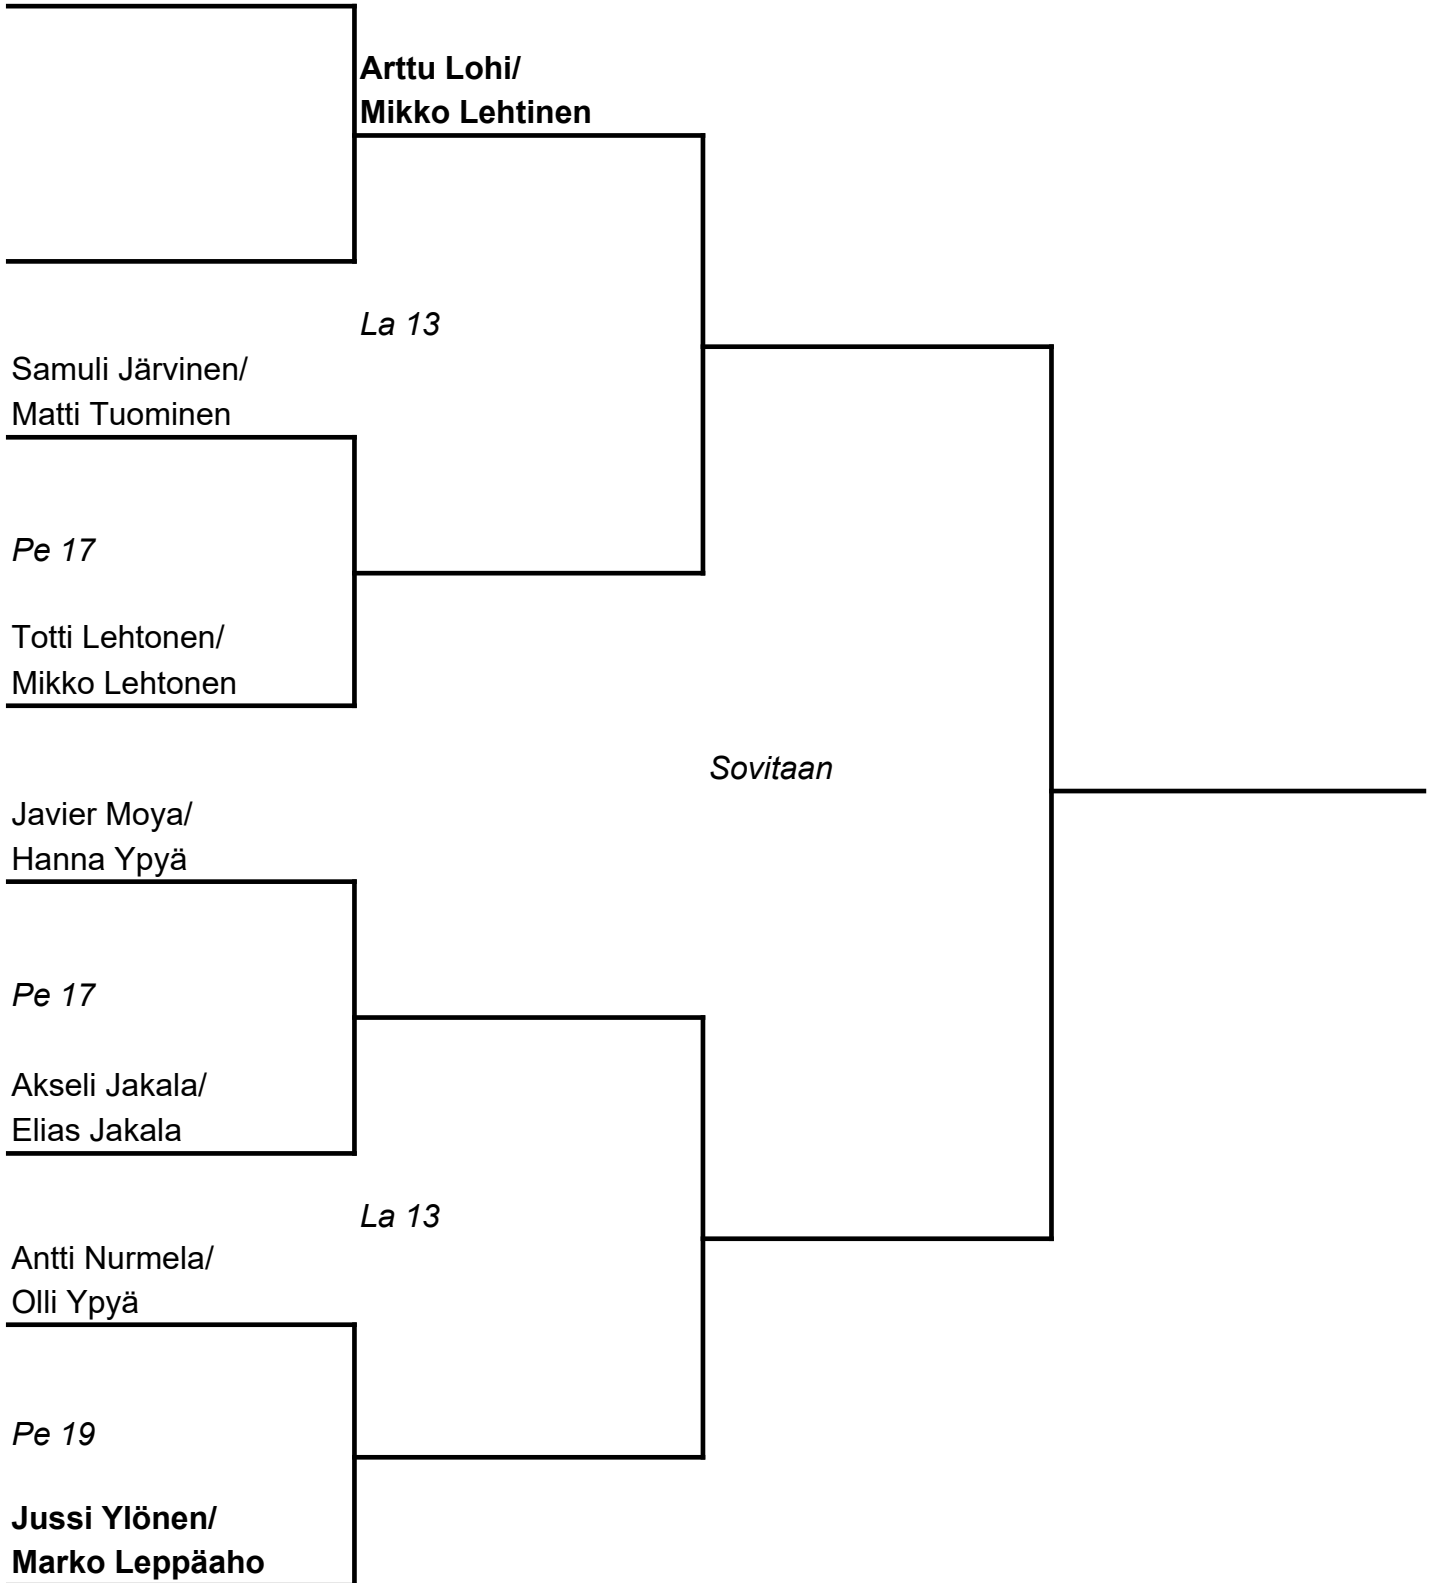 Arttu Lohi/
Mikko Lehtinen
La 13
Samuli Järvinen/
Matti Tuominen
Pe 17
Totti Lehtonen/
Mikko Lehtonen
Sovitaan
Javier Moya/
Hanna Ypyä
Pe 17
Akseli Jakala/
Elias Jakala
La 13
Antti Nurmela/
Olli Ypyä
Pe 19
Jussi Ylönen/
Marko Leppäaho